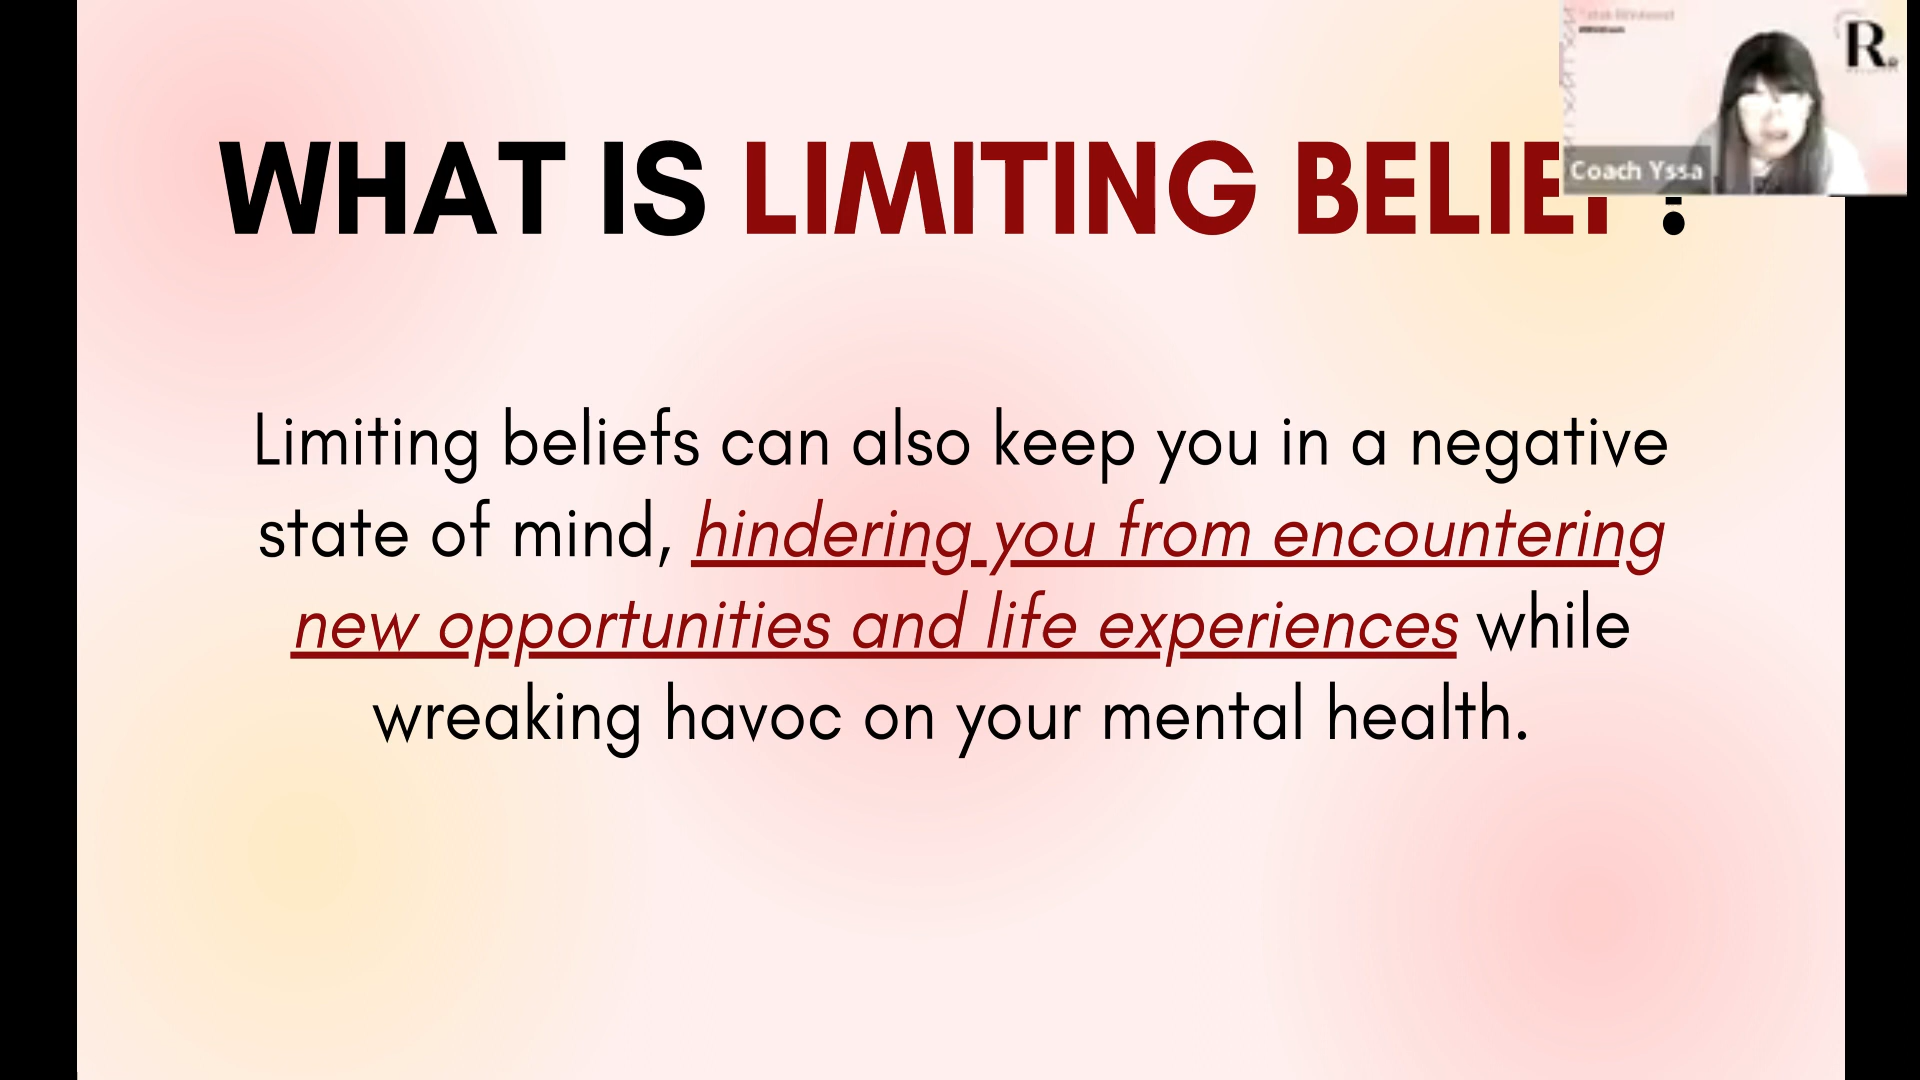 WHAT IS LIMITING BELIEF?
R.
Coach Yssa
Limiting beliefs can also keep you in a negative
state of mind, hindering you from encountering
new opportunities and life experiences while
wreaking havoc on your mental health.